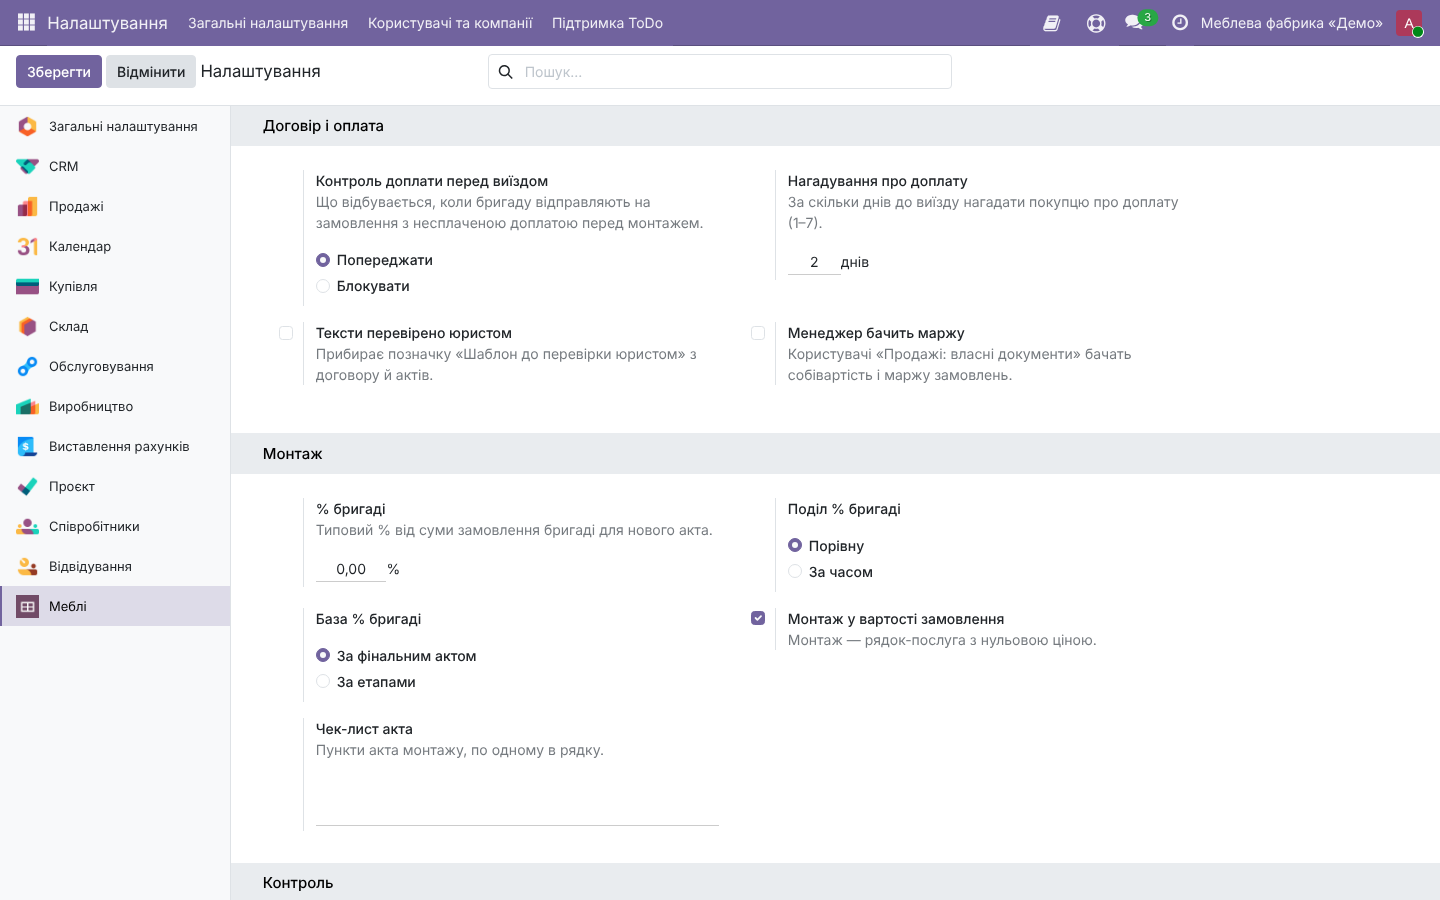 Налаштування Загальні налаштування Користувачі та компанії Підтримка ToDo 3 Меблева фабрика «Демо» A
Зберегти Відмінити Налаштування Пошук...
Загальні налаштування
CRM
Продажі
31 Календар
Купівля
Склад
Обслуговування
Виробництво
$ Виставлення рахунків
Проєкт
Співробітники
Відвідування
Меблі
Договір і оплата
Контроль доплати перед виїздом
Що відбувається, коли бригаду відправляють на
замовлення з несплаченою доплатою перед монтажем.
Попереджати
Блокувати
Нагадування про доплату
За скільки днів до виїзду нагадати покупцю про доплату
(1–7).
2 днів
Тексти перевірено юристом
Прибирає позначку «Шаблон до перевірки юристом» з
договору й актів.
Менеджер бачить маржу
Користувачі «Продажі: власні документи» бачать
собівартість і маржу замовлень.
Монтаж
% бригаді
Типовий % від суми замовлення бригаді для нового акта.
0,00 %
Поділ % бригаді
Порівну
За часом
База % бригаді
За фінальним актом
За етапами
Монтаж у вартості замовлення
Монтаж — рядок-послуга з нульовою ціною.
Чек-лист акта
Пункти акта монтажу, по одному в рядку.
Контроль